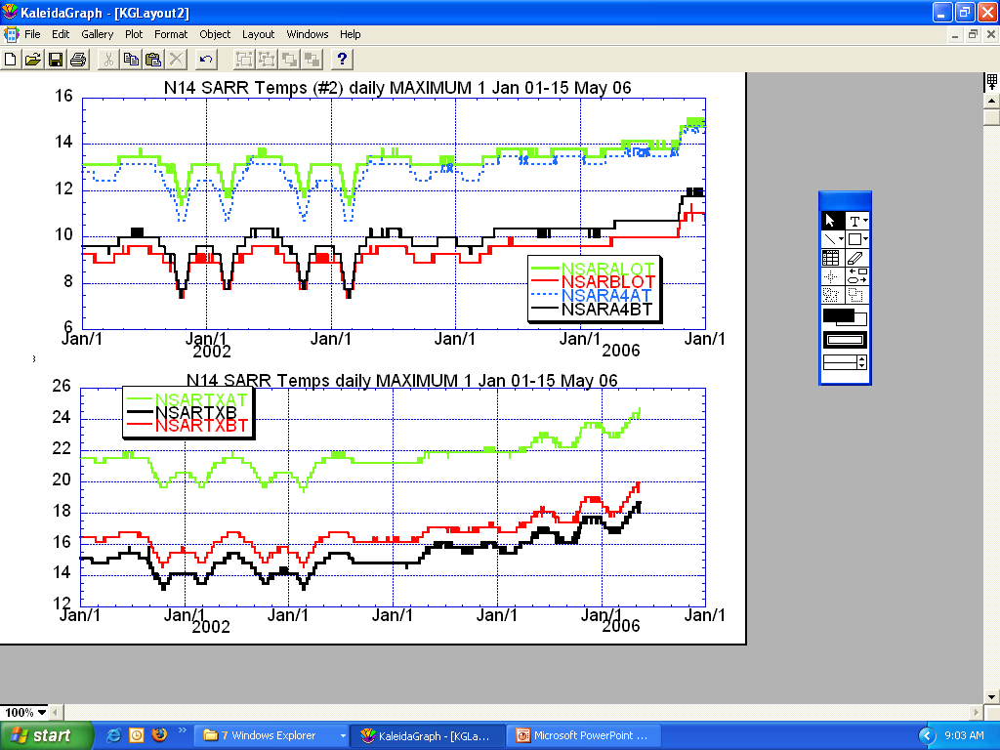 KaleidaGraph - [KGLayout2]
File Edit Gallery Plot Format Object Layout Windows Help
N14 SARR Temps (#2) daily MAXIMUM 1 Jan 01-15 May 06
16
14
12
10
8
6
NSARALOT
NSARBLOT
NSARA4AT
NSARA4BT
Jan/1 Jan/1 Jan/1 Jan/1 Jan/1 Jan/1
2002 2006
N14 SARR Temps daily MAXIMUM 1 Jan 01-15 May 06
26
24
22
20
18
16
14
12
NSARTXAT
NSARTXB
NSARTXBT
Jan/1 Jan/1 Jan/1 Jan/1 Jan/1 Jan/1 Jan/1
2002 2006
T
100%
start
7 Windows Explorer
KaleidaGraph - [KGLa...
Microsoft PowerPoint ...
9:03 AM